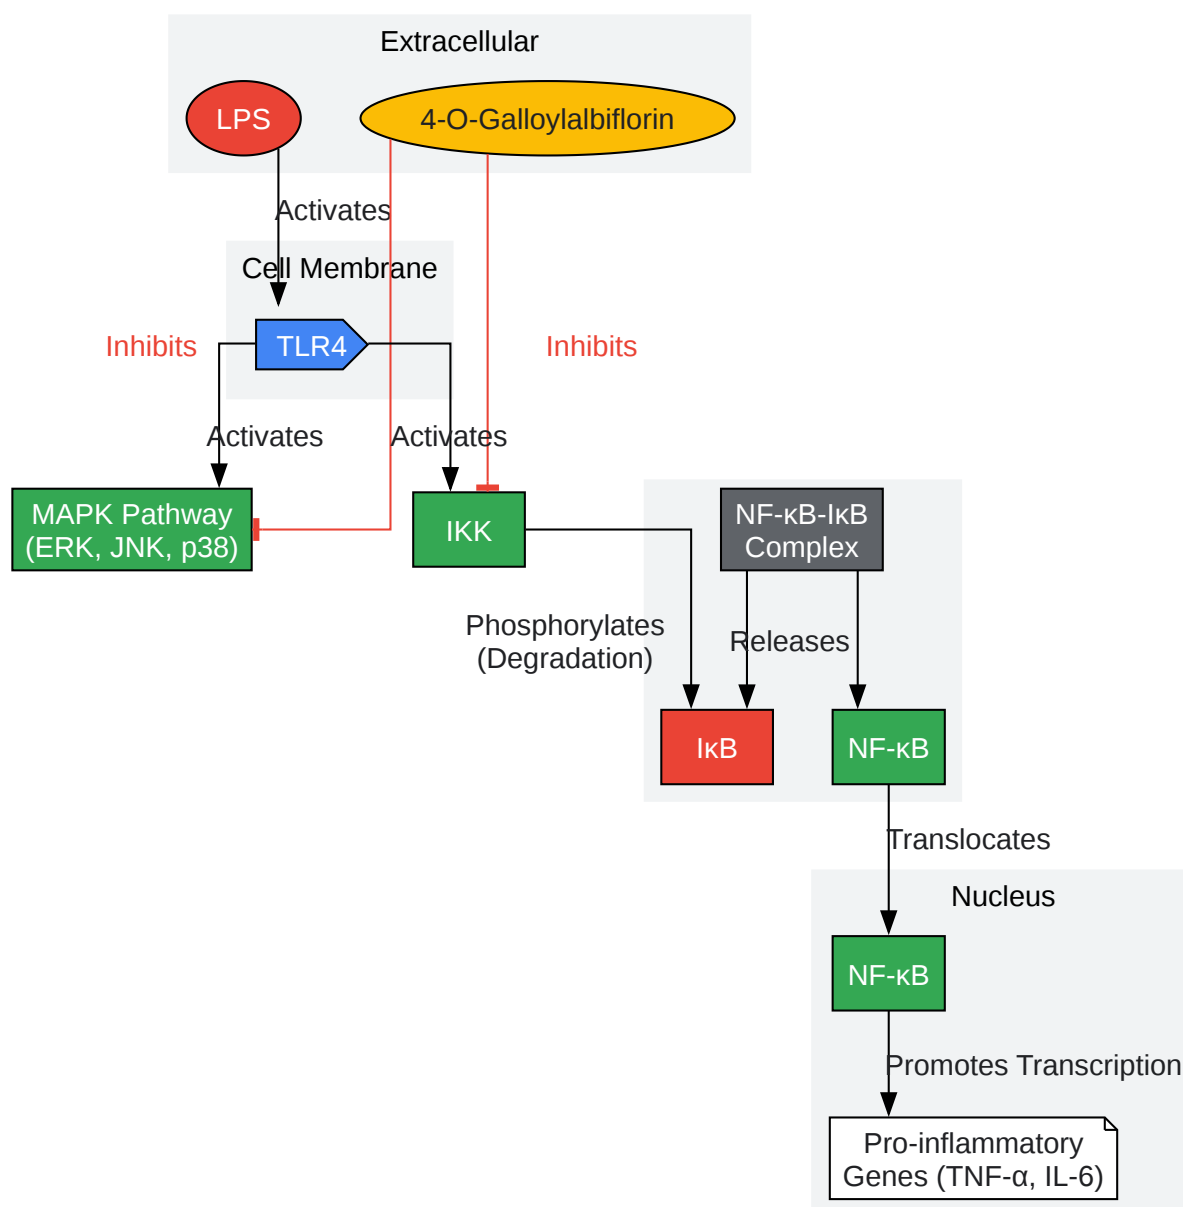 Extracellular
LPS
4-O-Galloylalbiflorin
Activates
Cell Membrane
Inhibits
TLR4
Inhibits
Activates
Activates
MAPK Pathway
(ERK, JNK, p38)
IKK
NF-κB-IκB
Complex
Phosphorylates
(Degradation)
Releases
IκB
NF-κB
Translocates
Nucleus
NF-κB
Promotes Transcription
Pro-inflammatory
Genes (TNF-α, IL-6)